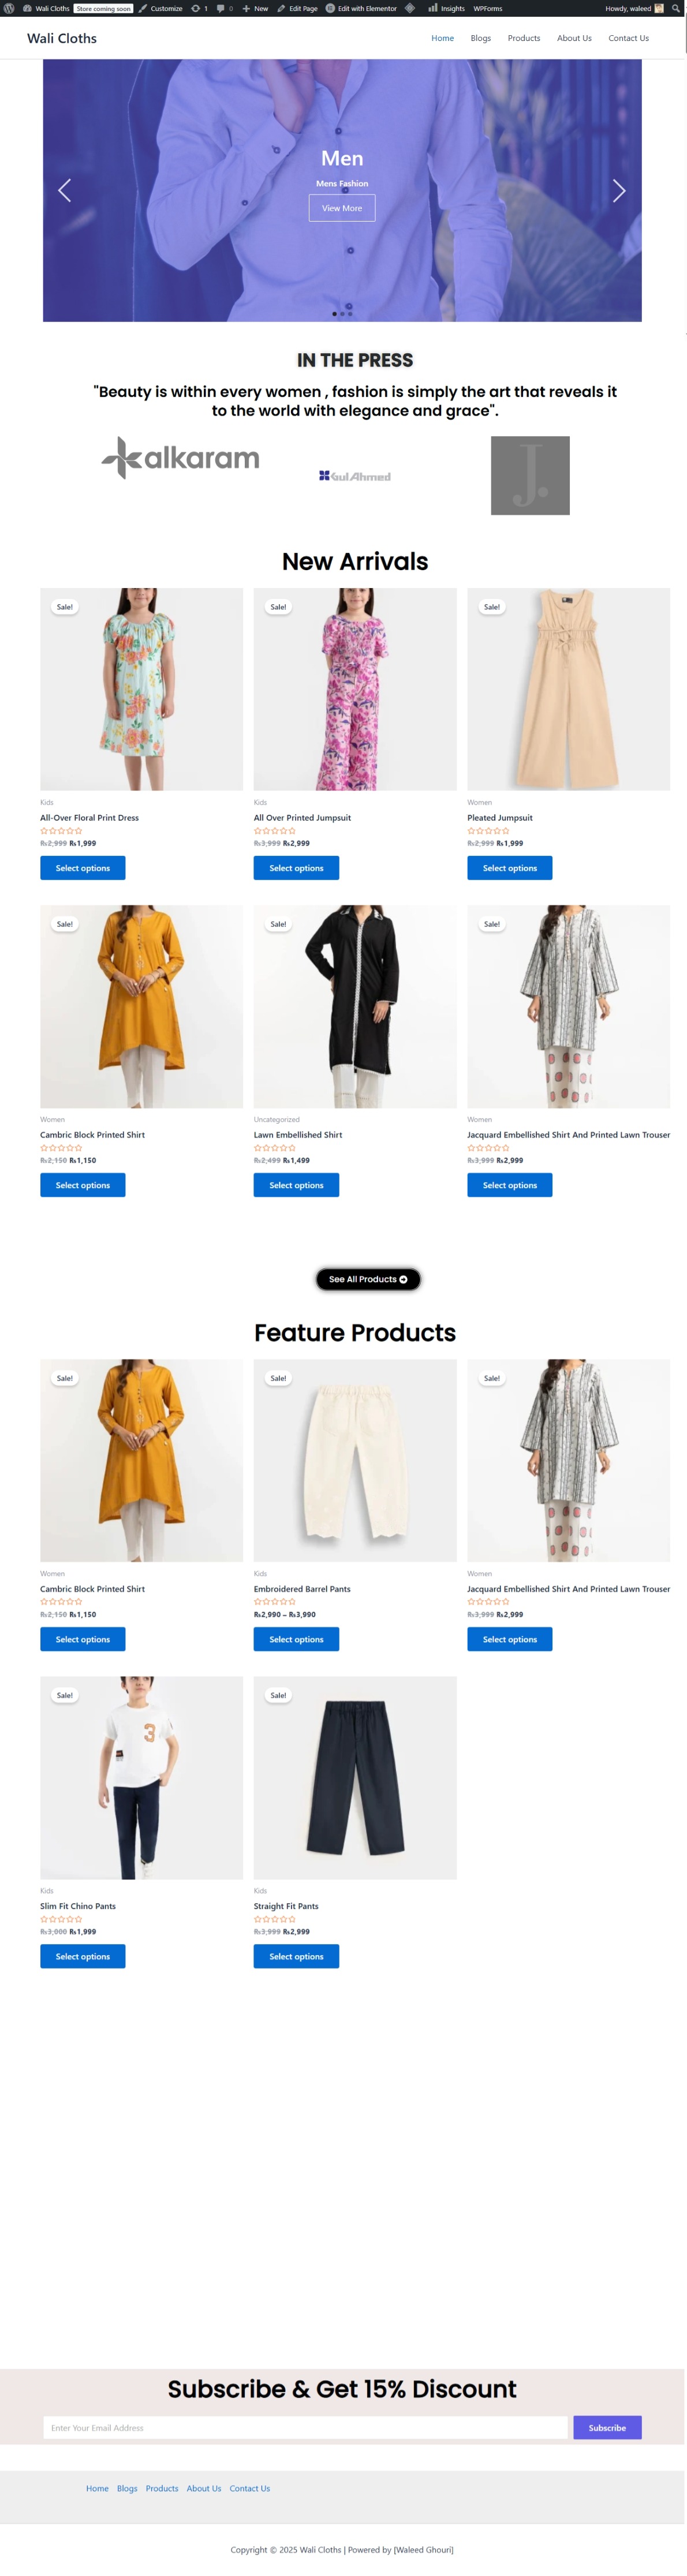 Wali Cloths Store coming soon Customize 1 0 New Edit Page Edit with Elementor Insights WPForms Howdy, waleed
Wali Cloths Home Blogs Products About Us Contact Us
Men
Mens Fashion
View More
IN THE PRESS
"Beauty is within every women , fashion is simply the art that reveals it
to the world with elegance and grace".
alkaram GulAhmed J.
New Arrivals
Sale! Sale! Sale!
Kids Kids Women
All-Over Floral Print Dress All Over Printed Jumpsuit Pleated Jumpsuit
₨2,999 ₨1,999 ₨3,999 ₨2,999 ₨2,999 ₨1,999
Select options Select options Select options
Sale! Sale! Sale!
Women Uncategorized Women
Cambric Block Printed Shirt Lawn Embellished Shirt Jacquard Embellished Shirt And Printed Lawn Trouser
₨2,150 ₨1,150 ₨2,499 ₨1,499 ₨3,999 ₨2,999
Select options Select options Select options
See All Products
Feature Products
Sale! Sale! Sale!
Women Kids Women
Cambric Block Printed Shirt Embroidered Barrel Pants Jacquard Embellished Shirt And Printed Lawn Trouser
₨2,150 ₨1,150 ₨2,990 – ₨3,990 ₨3,999 ₨2,999
Select options Select options Select options
Sale! Sale!
3
Kids Kids
Slim Fit Chino Pants Straight Fit Pants
₨3,000 ₨1,999 ₨3,999 ₨2,999
Select options Select options
Subscribe & Get 15% Discount
Enter Your Email Address Subscribe
Home Blogs Products About Us Contact Us
Copyright © 2025 Wali Cloths | Powered by [Waleed Ghouri]